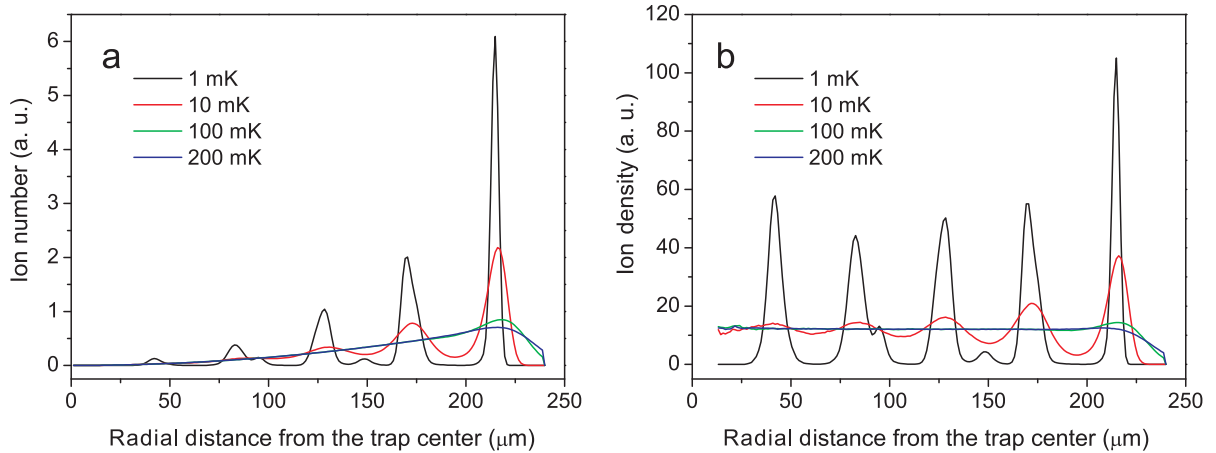 a
1 mK
10 mK
100 mK
200 mK
Ion number (a. u.)
6
5
4
3
2
1
0
0 50 100 150 200 250
Radial distance from the trap center (μm)
b
1 mK
10 mK
100 mK
200 mK
Ion density (a. u.)
120
100
80
60
40
20
0
0 50 100 150 200 250
Radial distance from the trap center (μm)